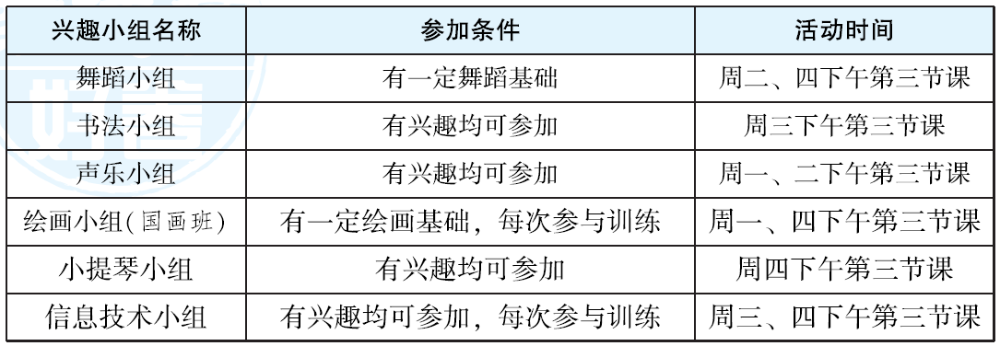 兴趣小组名称 参加条件 活动时间
舞蹈小组 有一定舞蹈基础 周二、四下午第三节课
书法小组 有兴趣均可参加 周三下午第三节课
声乐小组 有兴趣均可参加 周一、二下午第三节课
绘画小组(国画班) 有一定绘画基础，每次参与训练 周一、四下午第三节课
小提琴小组 有兴趣均可参加 周四下午第三节课
信息技术小组 有兴趣均可参加，每次参与训练 周三、四下午第三节课